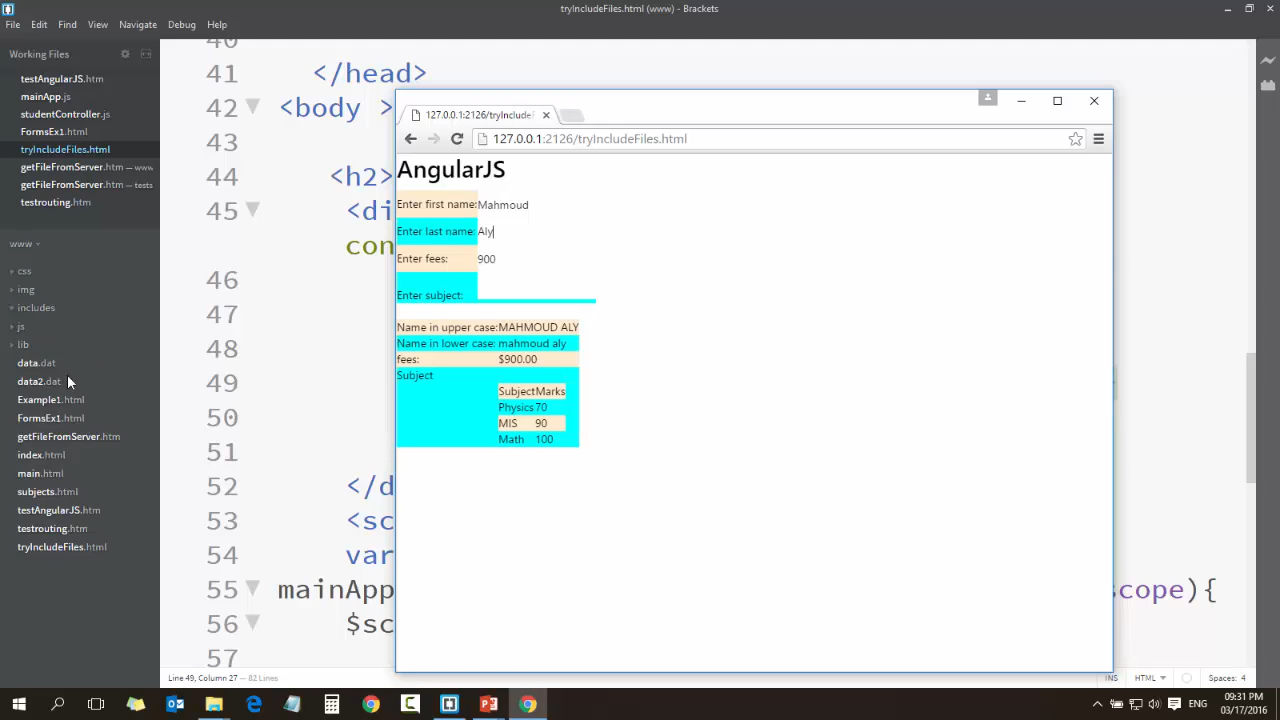 tryIncludeFiles.html (www) - Brackets
File Edit Find View Navigate Debug Help
Working Files
testAngularJS.htm
mainApp.js
studentController.js
FormsEx1.html
tryIncludeFiles.html
getFileFromServer.htm — www
getFileFromServer.htm — tests
testrouting.htm
www
css
img
includes
js
lib
data.dat
data2.dat
Example1.html
FormsEx1.html
getFileFromServer.htm
index.html
main.html
subjects.html
testAngularJS.htm
testrouting.htm
tryIncludeFiles.html
40
41 </head>
42 <body >
43
44 <h2>
45 <di
con
46
47
48
49
50
51
52 </d
53 <sc
54 var
55 mainApp scope){
56 $sc
57
127.0.0.1:2126/tryIncludeF
127.0.0.1:2126/tryIncludeFiles.html
AngularJS
Enter first name: Mahmoud
Enter last name: Aly
Enter fees: 900
Enter subject:
Name in upper case: MAHMOUD ALY
Name in lower case: mahmoud aly
fees: $900.00
Subject
Subject Marks
Physics 70
MIS 90
Math 100
Line 49, Column 27 — 82 Lines
INS HTML Spaces: 4
ENG 09:31 PM
03/17/2016